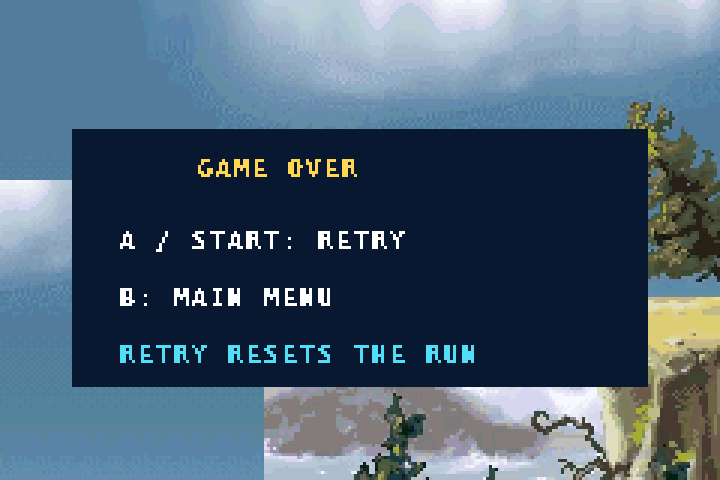 GAME OVER
A / START: RETRY
B: MAIN MENU
RETRY RESETS THE RUN